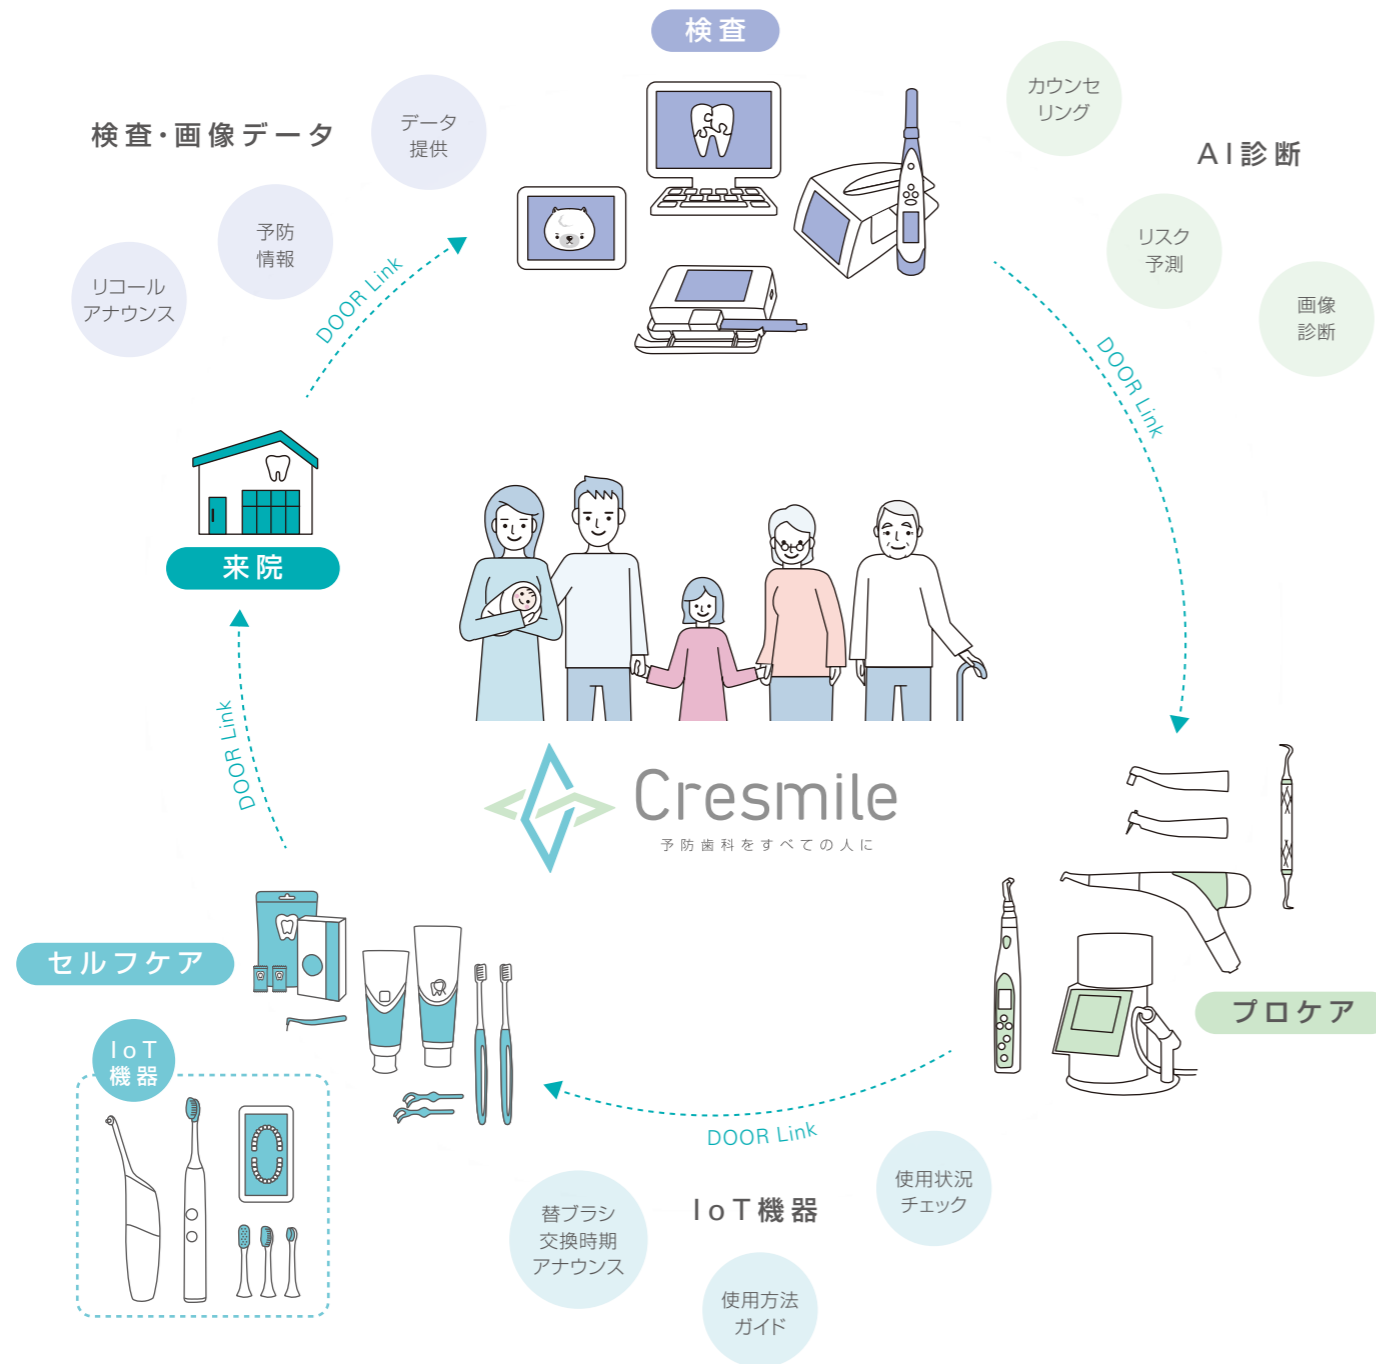 検査
検査・画像データ
データ
提供
予防
情報
リコール
アナウンス
DOOR Link
カウンセ
リング
AI診断
リスク
予測
画像
診断
DOOR Link
来院
DOOR Link
Cresmile
予防歯科をすべての人に
セルフケア
IoT
機器
プロケア
DOOR Link
IoT機器
使用状況
チェック
替ブラシ
交換時期
アナウンス
使用方法
ガイド